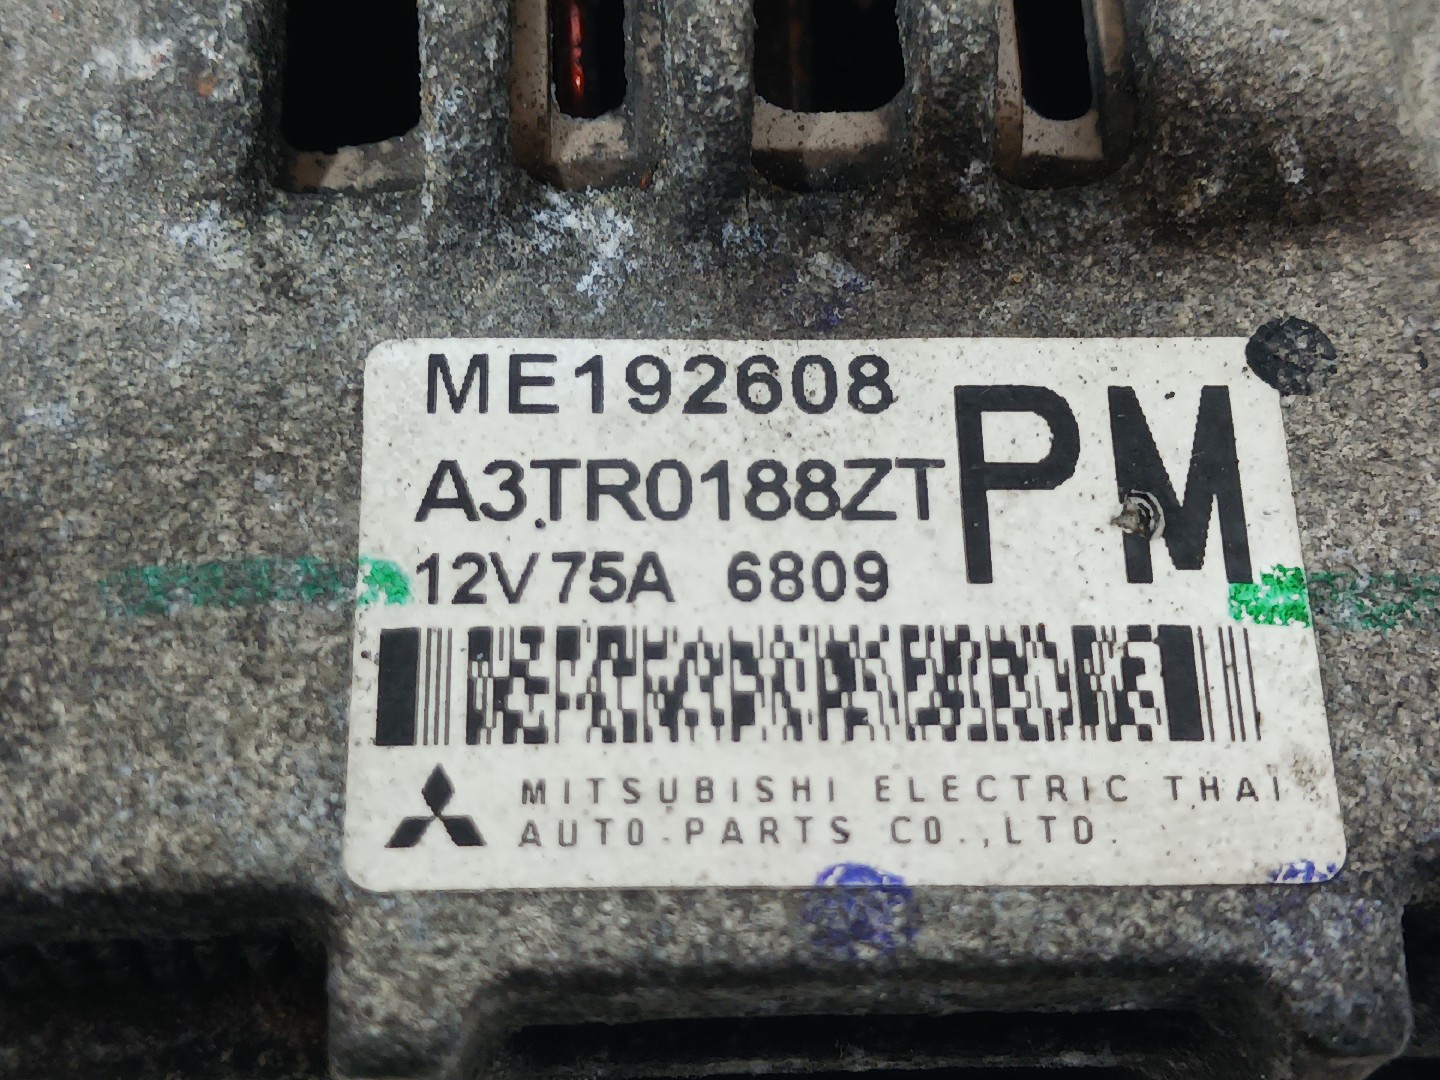 ME192608
A3TR0188ZT
PM
12V 75A 6809
MITSUBISHI ELECTRIC THAI
AUTO-PARTS CO.,LTD.